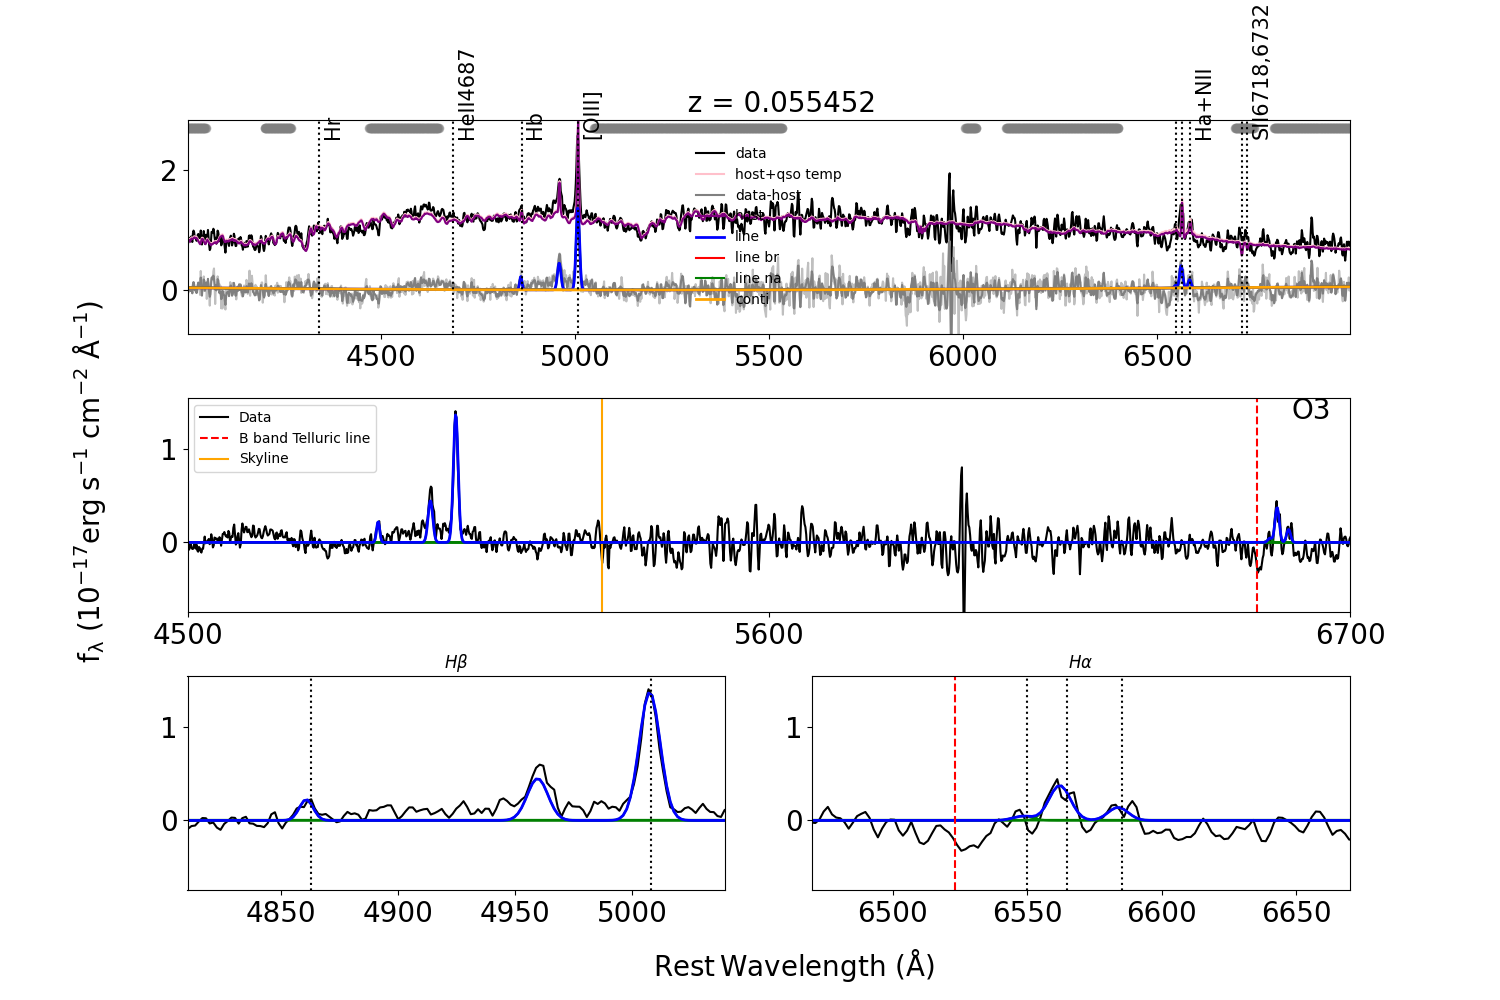 z = 0.055452
Hr
HeII4687
Hb
[OIII]
Ha+NII
SII6718,6732
data
host+qso temp
data-host
line
line br
line na
conti
2
0
4500 5000 5500 6000 6500
Data
B band Telluric line
Skyline
O3
1
0
4500 5600 6700
fλ (10−17erg s−1 cm−2 Å−1)
Hβ
1
0
4850 4900 4950 5000
Hα
1
0
6500 6550 6600 6650
Rest Wavelength (Å)